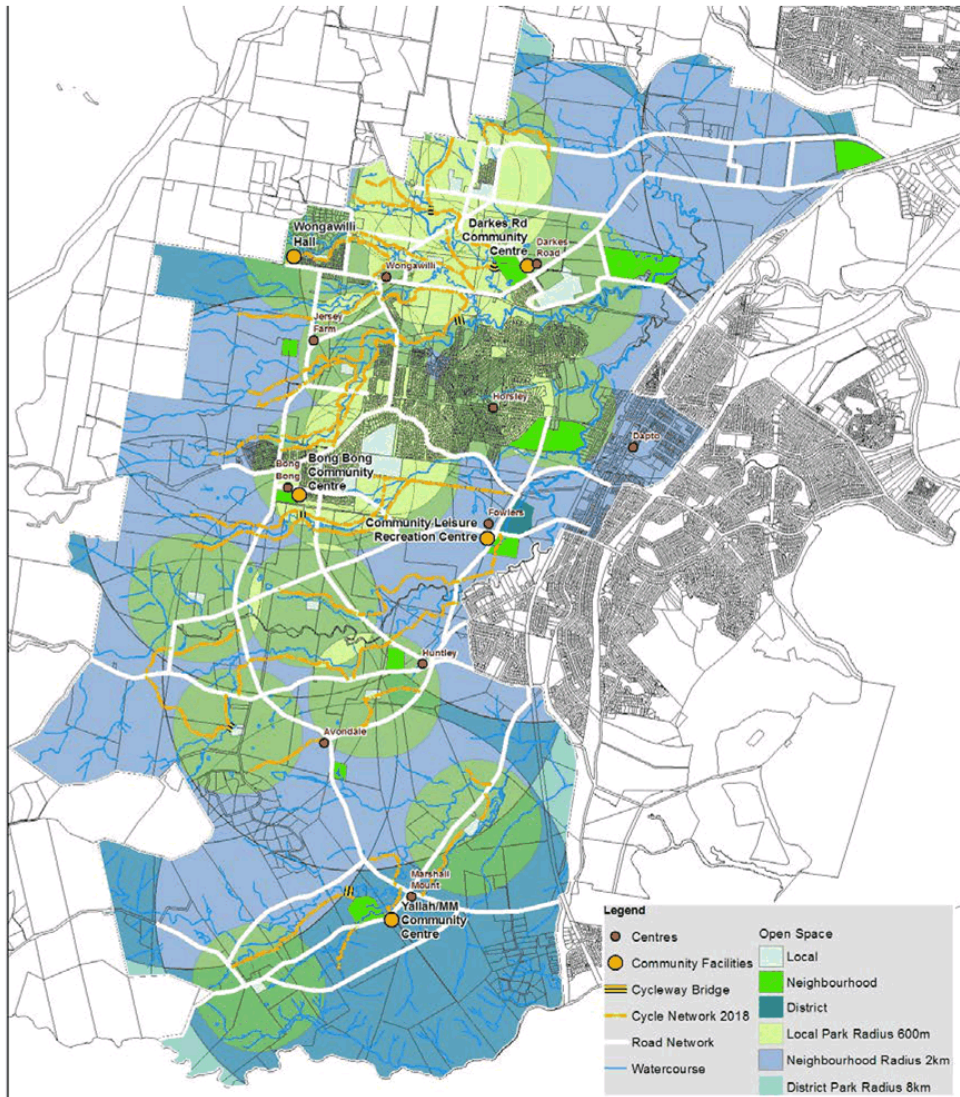 Wongawilli
Hall
Darkes Rd
Community
Centre
Darkes
Road
Wongawilli
Jersey
Farm
Horsley
Dapto
Bong Bong
Community
Centre
Bong
Bong
Fowlers
Community Leisure
Recreation Centre
Huntley
Avondale
Marshall
Mount
Yallah/MM
Community
Centre
Legend
Centres
Community Facilities
Cycleway Bridge
Cycle Network 2018
Road Network
Watercourse
Open Space
Local
Neighbourhood
District
Local Park Radius 600m
Neighbourhood Radius 2km
District Park Radius 8km